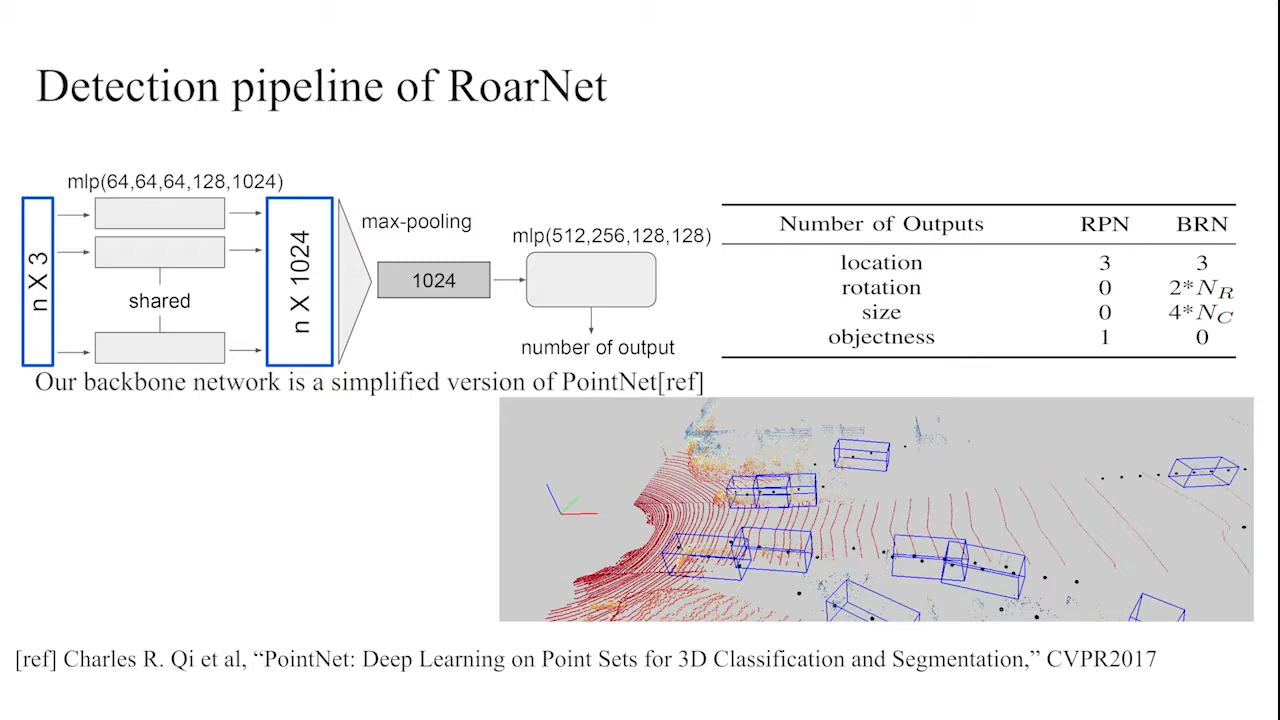 Detection pipeline of RoarNet
mlp(64,64,64,128,1024)
n X 3
shared
n X 1024
max-pooling
1024
mlp(512,256,128,128)
number of output
Number of Outputs RPN BRN
location 3 3
rotation 0 2*N_R
size 0 4*N_C
objectness 1 0
Our backbone network is a simplified version of PointNet[ref]
[ref] Charles R. Qi et al, “PointNet: Deep Learning on Point Sets for 3D Classification and Segmentation,” CVPR2017